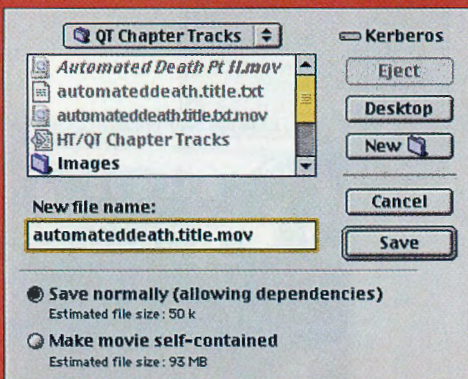 QT Chapter Tracks
Kerberos
Automated Death Pt II.mov
automateddeath.title.txt
automateddeath.title.txt.mov
HT/QT Chapter Tracks
Images
Eject
Desktop
New
New file name:
automateddeath.title.mov
Cancel
Save
Save normally (allowing dependencies)
Estimated file size: 50 k
Make movie self-contained
Estimated file size: 93 MB